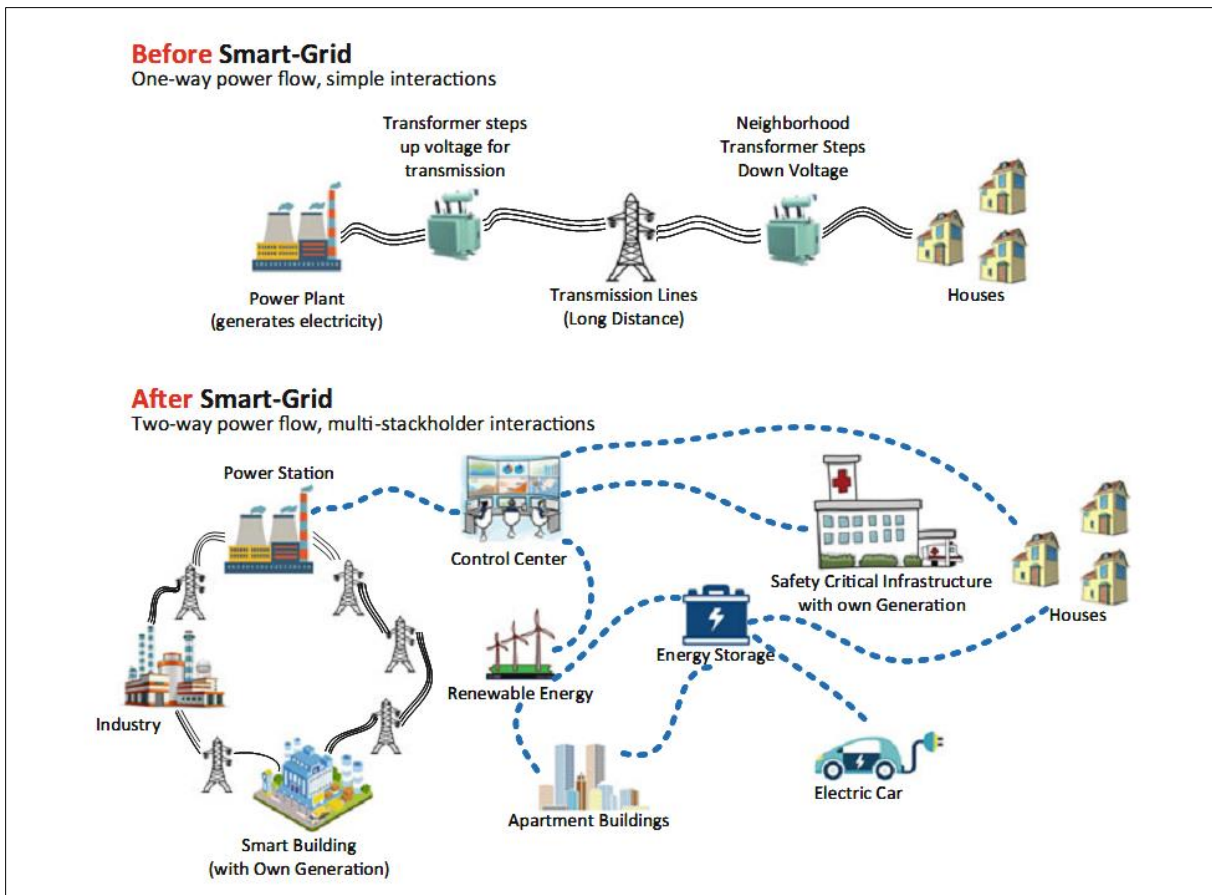 Before Smart-Grid
One-way power flow, simple interactions
Transformer steps
up voltage for
transmission
Neighborhood
Transformer Steps
Down Voltage
Power Plant
(generates electricity)
Transmission Lines
(Long Distance)
Houses
After Smart-Grid
Two-way power flow, multi-stackholder interactions
Power Station
Control Center
Safety Critical Infrastructure
with own Generation
Houses
Energy Storage
Renewable Energy
Industry
Electric Car
Apartment Buildings
Smart Building
(with Own Generation)